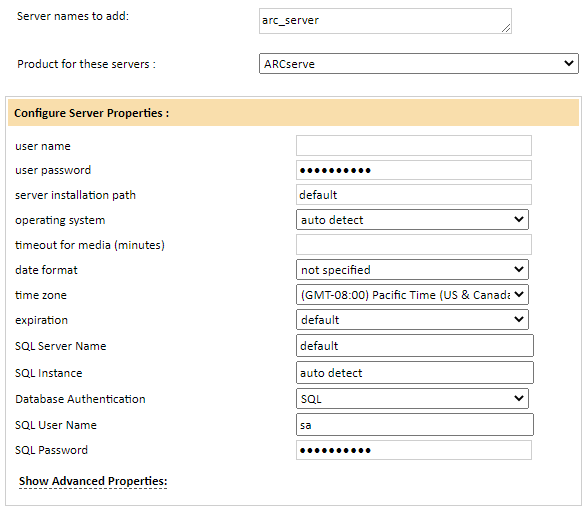 Server names to add: arc_server
Product for these servers : ARCserve
Configure Server Properties :
user name
user password ••••••••••
server installation path default
operating system auto detect
timeout for media (minutes)
date format not specified
time zone (GMT-08:00) Pacific Time (US & Canada
expiration default
SQL Server Name default
SQL Instance auto detect
Database Authentication SQL
SQL User Name sa
SQL Password ••••••••••
Show Advanced Properties: